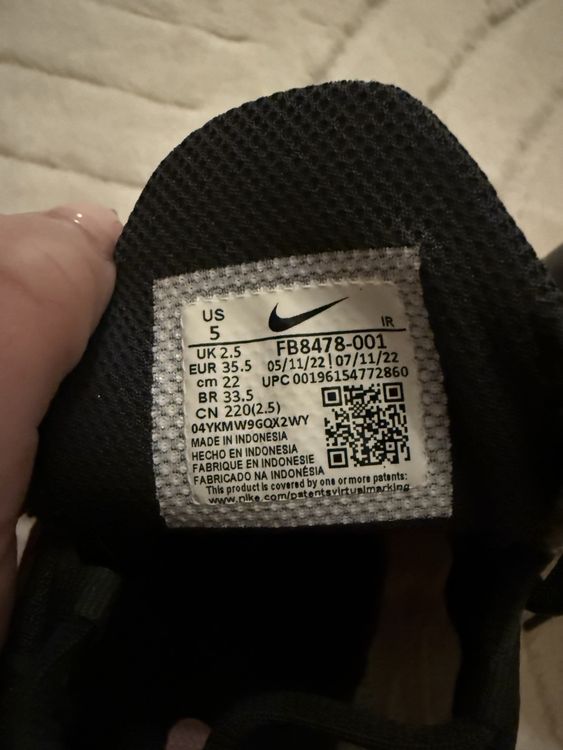 US
5
IR
UK 2.5
FB8478-001
EUR 35.5
05/11/22 | 07/11/22
cm 22
UPC 00196154772860
BR 33.5
CN 220(2.5)
04YKMW9GQX2WY
MADE IN INDONESIA
HECHO EN INDONESIA
FABRIQUE EN INDONESIE
FABRICADO NA INDONÉSIA
This product is covered by one or more patents:
www.nike.com/patentsvirtualmarking